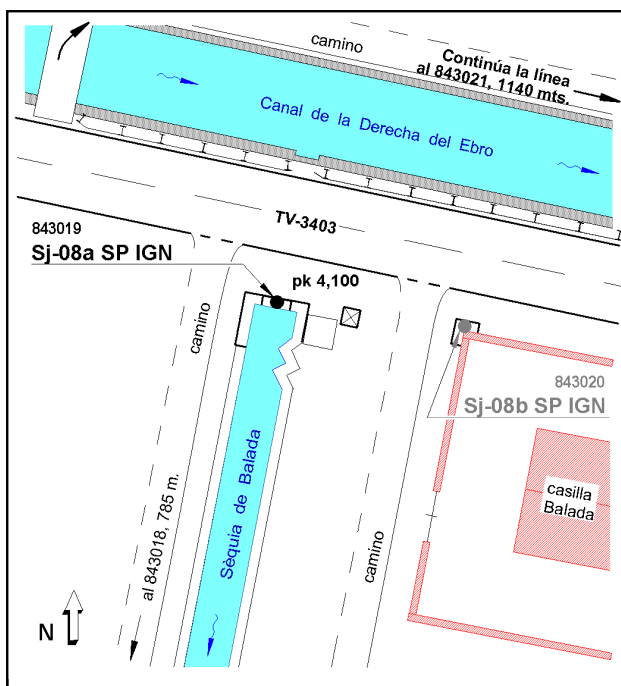 camino
Continúa la línea
al 843021, 1140 mts.
Canal de la Derecha del Ebro
TV-3403
843019
Sj-08a SP IGN
pk 4,100
camino
843020
Sj-08b SP IGN
casilla
Balada
Sèquia de Balada
al 843018, 785 m.
camino
N